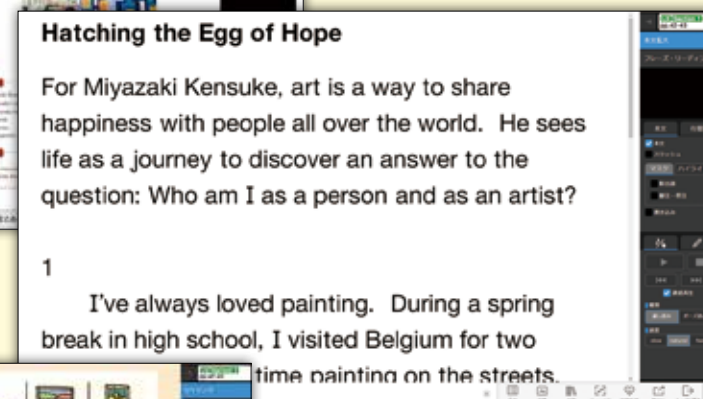 Hatching the Egg of Hope
For Miyazaki Kensuke, art is a way to share
happiness with people all over the world. He sees
life as a journey to discover an answer to the
question: Who am I as a person and as an artist?
1
I've always loved painting. During a spring
break in high school, I visited Belgium for two
time painting on the streets.